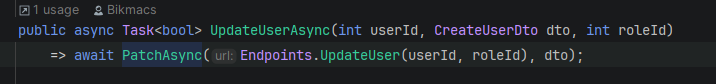 1 usage Bikmacs
public async Task<bool> UpdateUserAsync(int userId, CreateUserDto dto, int roleId)
=> await PatchAsync(url: Endpoints.UpdateUser(userId, roleId), dto);